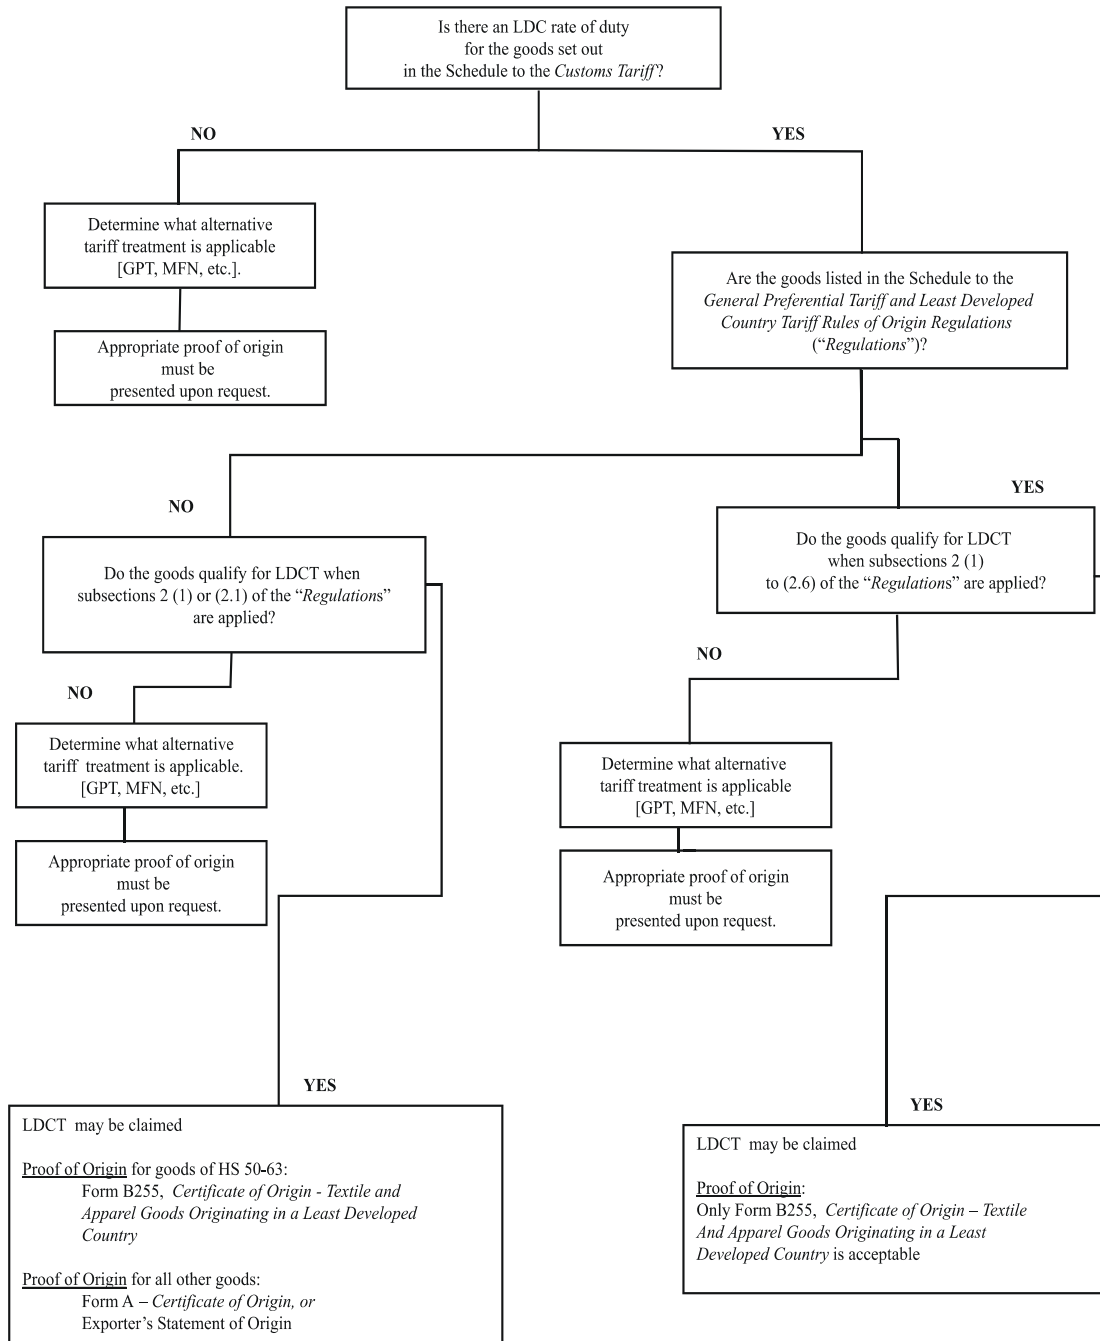 Is there an LDC rate of duty
for the goods set out
in the Schedule to the Customs Tariff?
NO
YES
Determine what alternative
tariff treatment is applicable
[GPT, MFN, etc.].
Appropriate proof of origin
must be
presented upon request.
Are the goods listed in the Schedule to the
General Preferential Tariff and Least Developed
Country Tariff Rules of Origin Regulations
(“Regulations”)?
NO
YES
Do the goods qualify for LDCT when
subsections 2 (1) or (2.1) of the “Regulations”
are applied?
Do the goods qualify for LDCT
when subsections 2 (1)
to (2.6) of the “Regulations” are applied?
NO
NO
Determine what alternative
tariff treatment is applicable.
[GPT, MFN, etc.]
Appropriate proof of origin
must be
presented upon request.
Determine what alternative
tariff treatment is applicable
[GPT, MFN, etc.]
Appropriate proof of origin
must be
presented upon request.
YES
LDCT may be claimed
Proof of Origin for goods of HS 50-63:
Form B255, Certificate of Origin - Textile and
Apparel Goods Originating in a Least Developed
Country
Proof of Origin for all other goods:
Form A – Certificate of Origin, or
Exporter’s Statement of Origin
YES
LDCT may be claimed
Proof of Origin:
Only Form B255, Certificate of Origin – Textile
And Apparel Goods Originating in a Least
Developed Country is acceptable